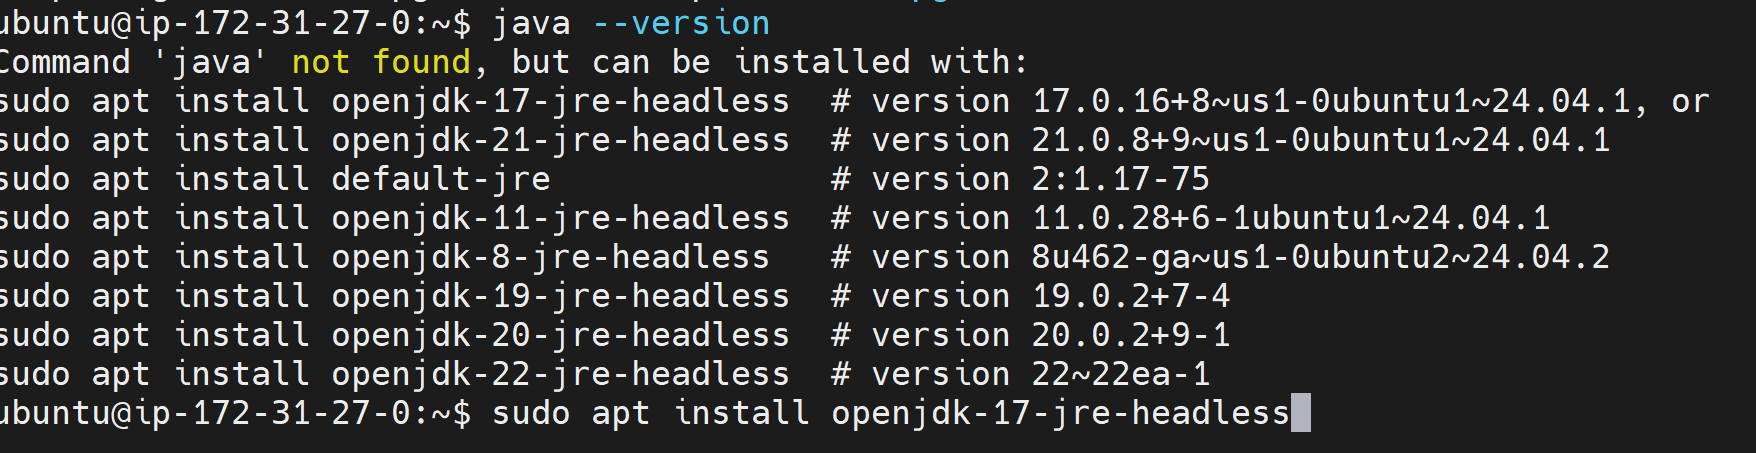 ubuntu@ip-172-31-27-0:~$ java --version
Command 'java' not found, but can be installed with:
sudo apt install openjdk-17-jre-headless  # version 17.0.16+8~us1-0ubuntu1~24.04.1, or
sudo apt install openjdk-21-jre-headless  # version 21.0.8+9~us1-0ubuntu1~24.04.1
sudo apt install default-jre              # version 2:1.17-75
sudo apt install openjdk-11-jre-headless  # version 11.0.28+6-1ubuntu1~24.04.1
sudo apt install openjdk-8-jre-headless   # version 8u462-ga~us1-0ubuntu2~24.04.2
sudo apt install openjdk-19-jre-headless  # version 19.0.2+7-4
sudo apt install openjdk-20-jre-headless  # version 20.0.2+9-1
sudo apt install openjdk-22-jre-headless  # version 22~22ea-1
ubuntu@ip-172-31-27-0:~$ sudo apt install openjdk-17-jre-headless